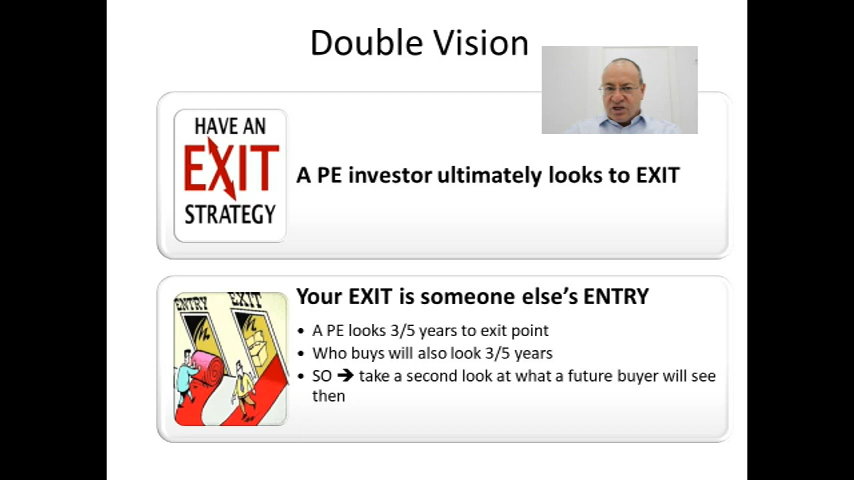 Double Vision
HAVE AN
EXIT
STRATEGY
A PE investor ultimately looks to EXIT
ENTRY
EXIT
Your EXIT is someone else's ENTRY
• A PE looks 3/5 years to exit point
• Who buys will also look 3/5 years
• SO ➔ take a second look at what a future buyer will see
then